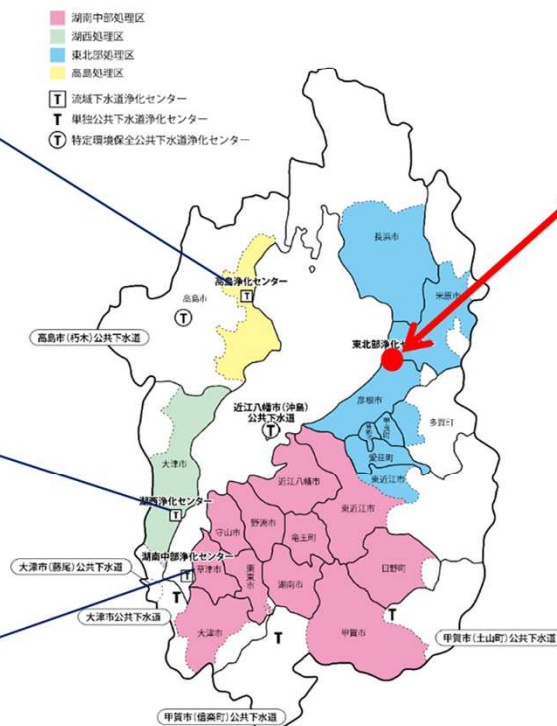 湖南中部処理区
湖西処理区
東北部処理区
高島処理区
T 流域下水道浄化センター
T 単独公共下水道浄化センター
T 特定環境保全公共下水道浄化センター
長浜市
米原市
高島浄化センター
T
高島市
T
高島市(朽木)公共下水道
東北部浄化セ
彦根市
多賀町
近江八幡市(沖島)
公共下水道
T
愛荘町
東近江市
大津市
近江八幡市
東近江市
湖西浄化センター
T
守山市
野洲市
竜王町
湖南中部浄化センター
T
草津市
栗東市
湖南市
日野町
大津市(藤尾)公共下水道
T
大津市公共下水道
大津市
T
甲賀市
T
甲賀市(土山町)公共下水道
甲賀市(信楽町)公共下水道